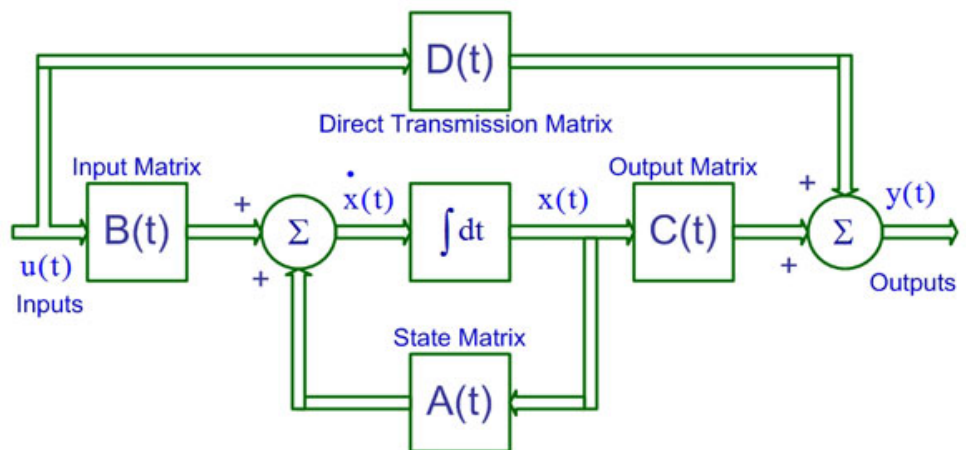 D(t)
Direct Transmission Matrix
Input Matrix
Output Matrix
+
ẋ(t)
x(t)
+
y(t)
B(t)
Σ
∫dt
C(t)
Σ
u(t)
+
+
Inputs
Outputs
State Matrix
A(t)